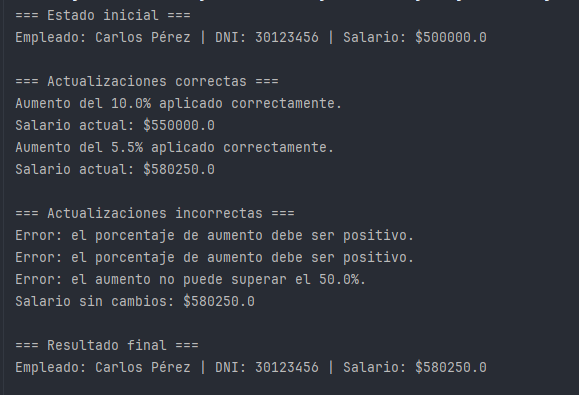 === Estado inicial ===
Empleado: Carlos Pérez | DNI: 30123456 | Salario: $500000.0
=== Actualizaciones correctas ===
Aumento del 10.0% aplicado correctamente.
Salario actual: $550000.0
Aumento del 5.5% aplicado correctamente.
Salario actual: $580250.0
=== Actualizaciones incorrectas ===
Error: el porcentaje de aumento debe ser positivo.
Error: el porcentaje de aumento debe ser positivo.
Error: el aumento no puede superar el 50.0%.
Salario sin cambios: $580250.0
=== Resultado final ===
Empleado: Carlos Pérez | DNI: 30123456 | Salario: $580250.0